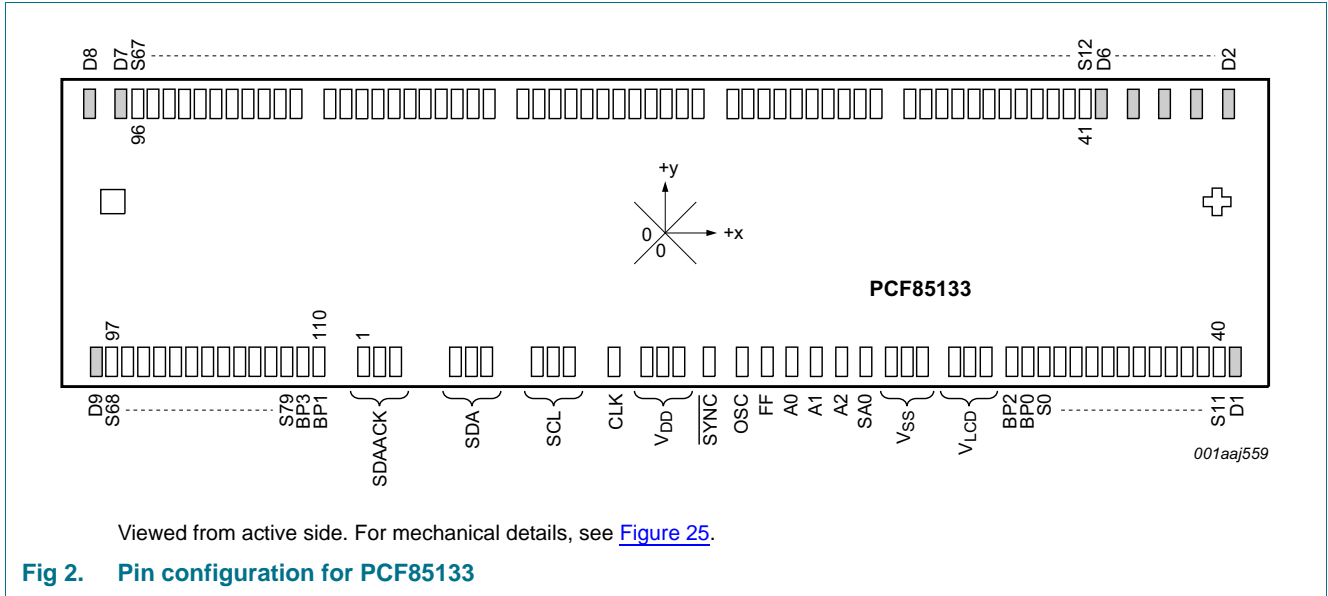 D8 D7 S67 S12 D6 D2
96 41
+y
0 +x
0
PCF85133
97 110 1 40
D9 S68 S79 BP3 BP1 SDAACK SDA SCL CLK VDD SYNC OSC FF A0 A1 A2 SA0 VSS VLCD BP2 BP0 S0 S11 D1
001aaj559
Viewed from active side. For mechanical details, see Figure 25.
Fig 2. Pin configuration for PCF85133